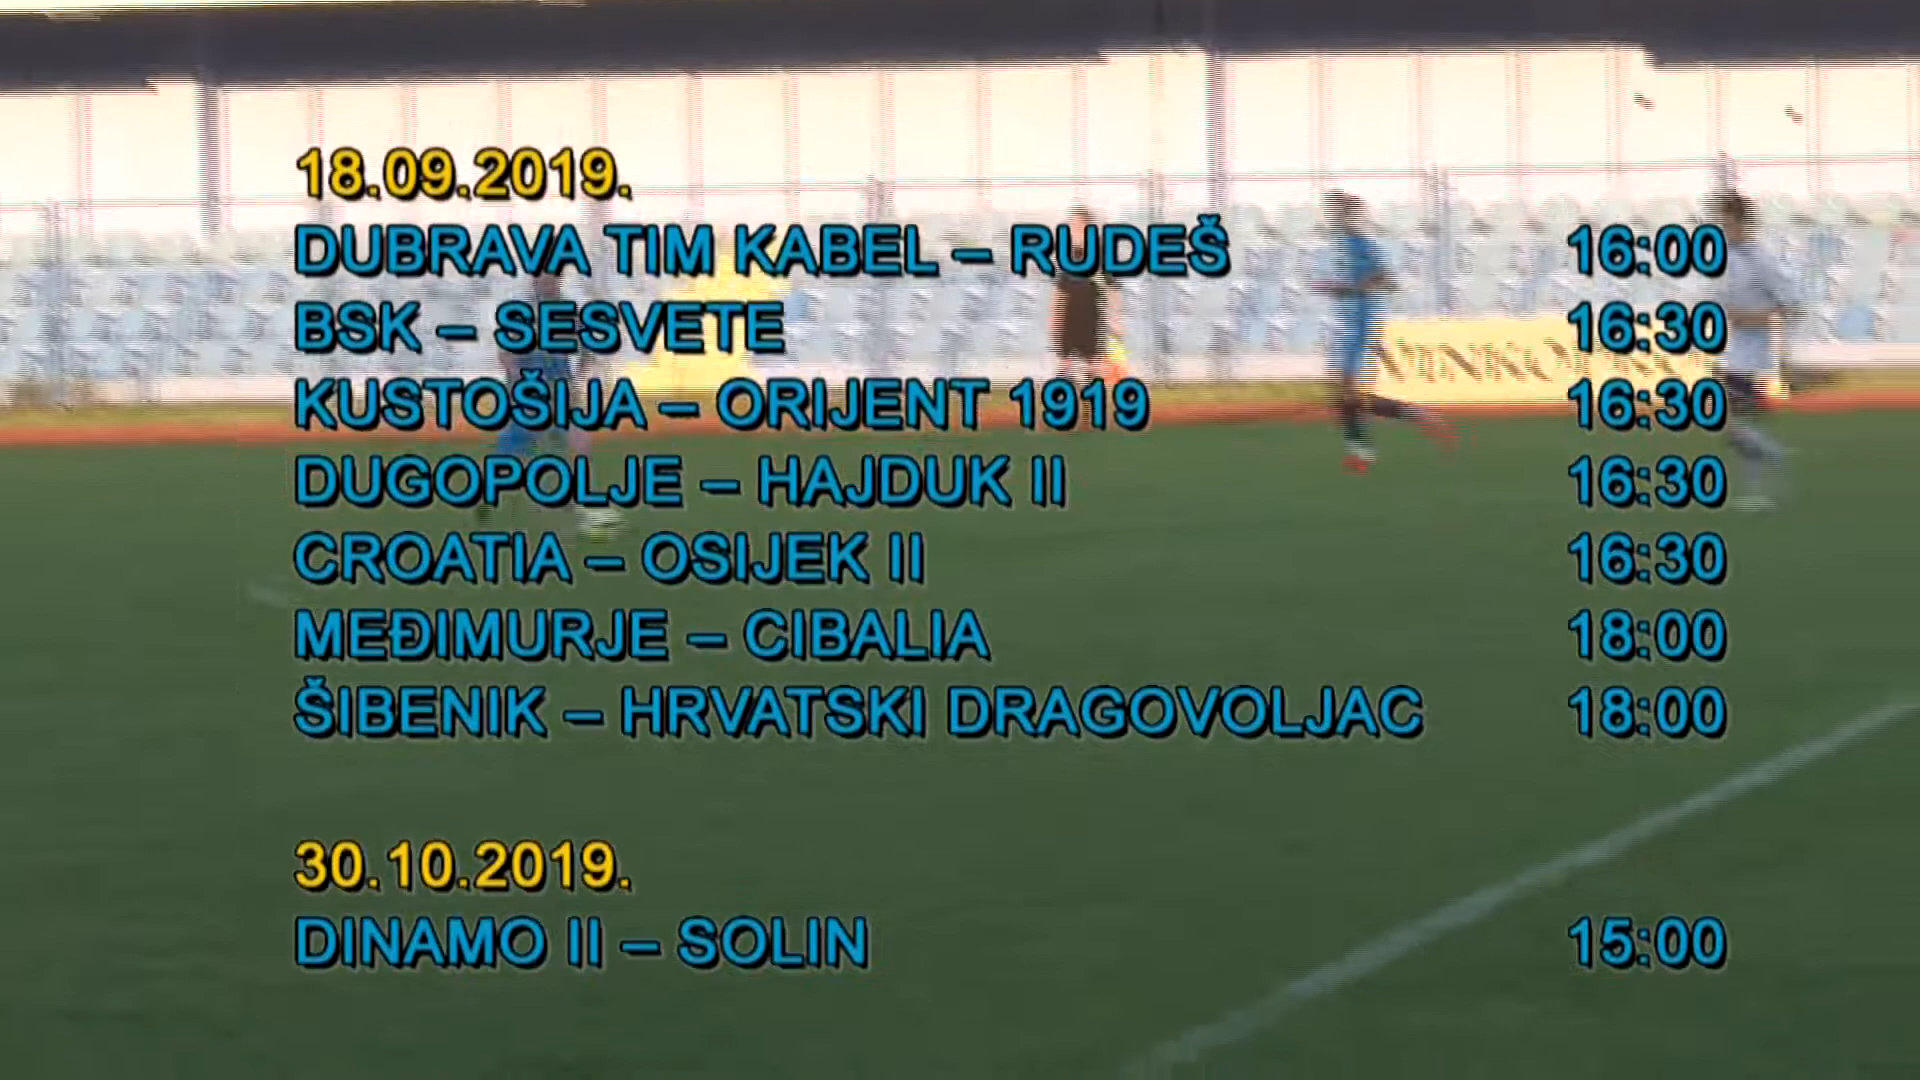 18.09.2019.
DUBRAVA TIM KABEL – RUDEŠ 16:00
BSK – SESVETE 16:30
KUSTOŠIJA – ORIJENT 1919 16:30
DUGOPOLJE – HAJDUK II 16:30
CROATIA – OSIJEK II 16:30
MEĐIMURJE – CIBALIA 18:00
ŠIBENIK – HRVATSKI DRAGOVOLJAC 18:00
30.10.2019.
DINAMO II – SOLIN 15:00